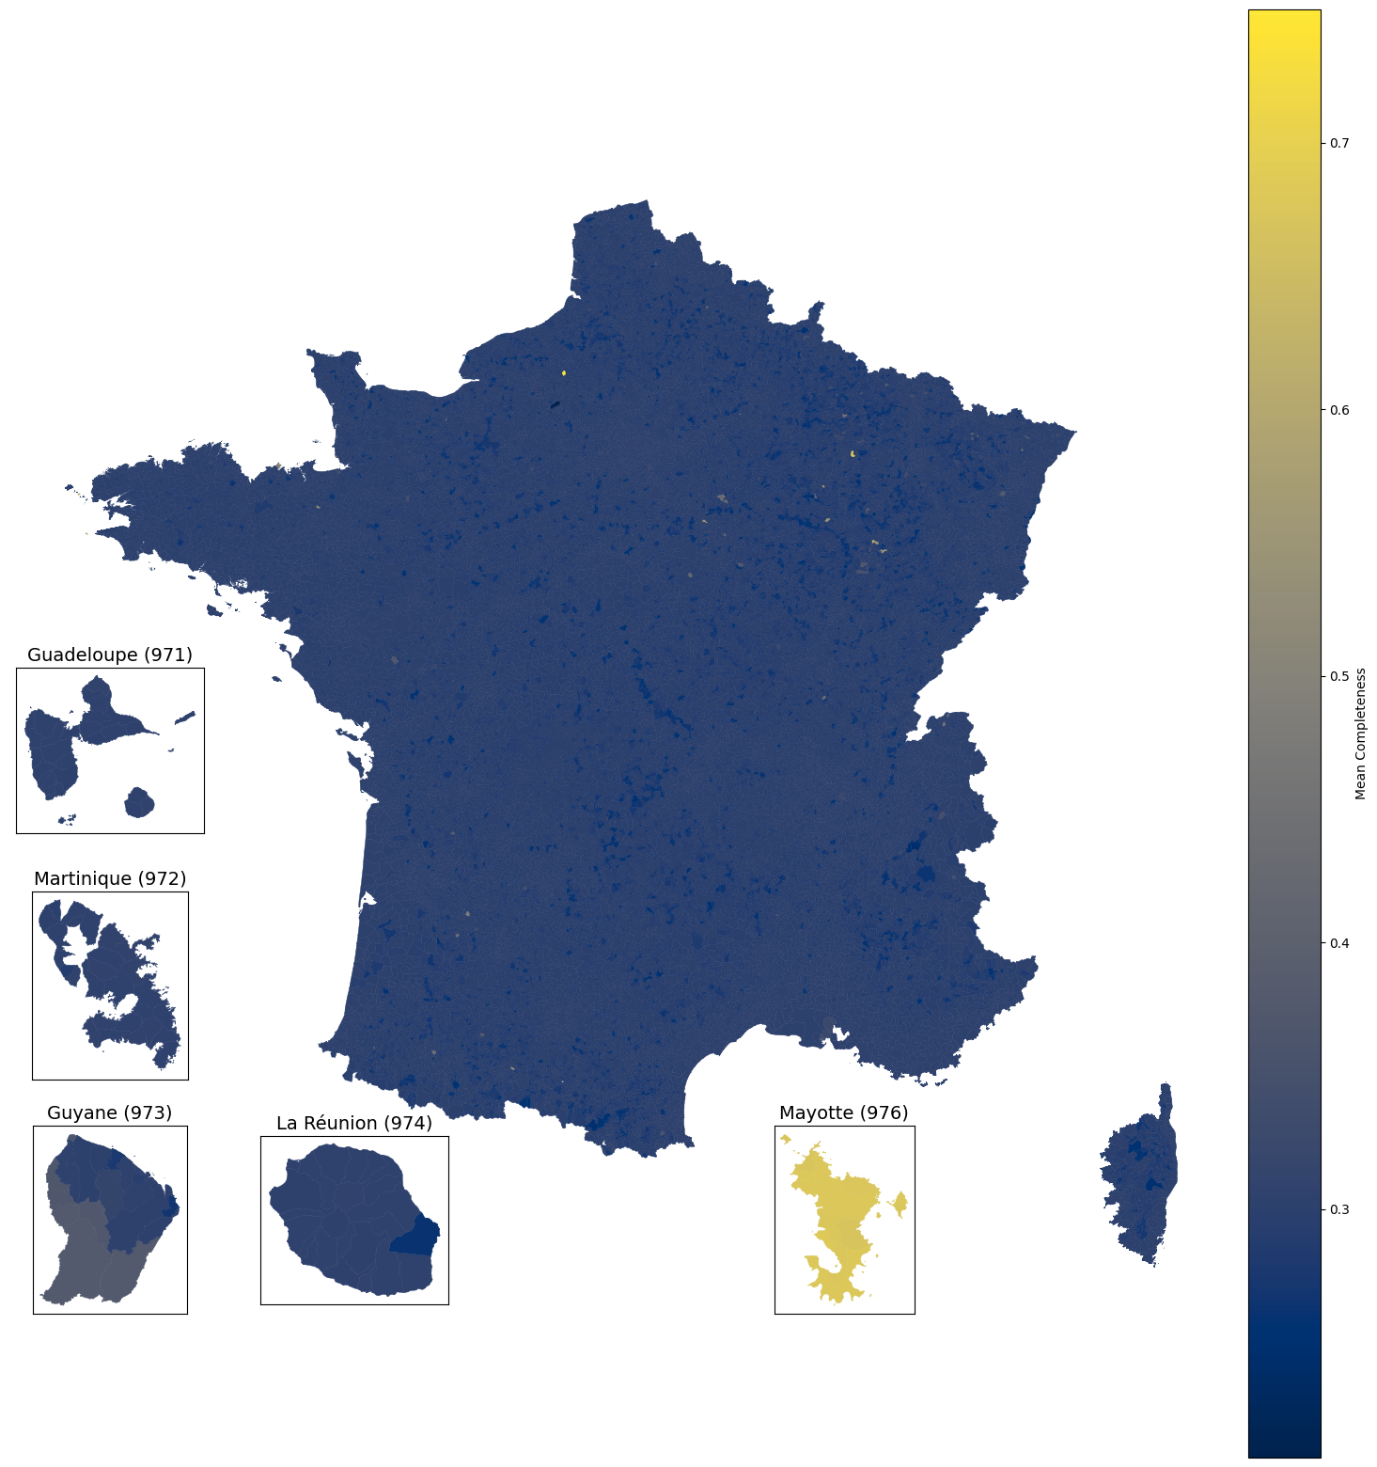 0.7
0.6
Guadeloupe (971)
0.5
Mean Completeness
Martinique (972)
0.4
Guyane (973)
La Réunion (974)
Mayotte (976)
0.3